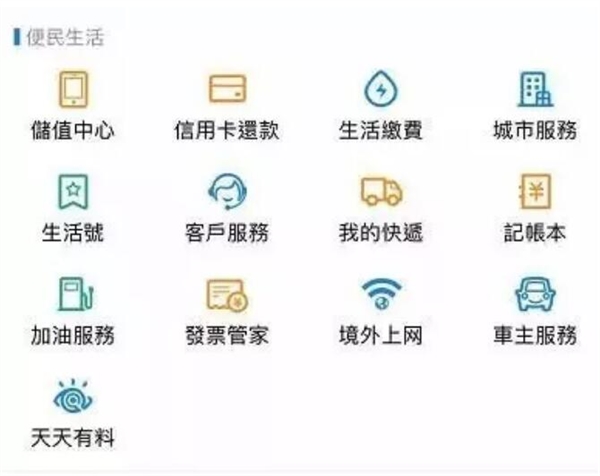 便民生活
儲值中心 信用卡還款 生活繳費 城市服務
生活號 客戶服務 我的快遞 記帳本
加油服務 發票管家 境外上网 車主服務
天天有料